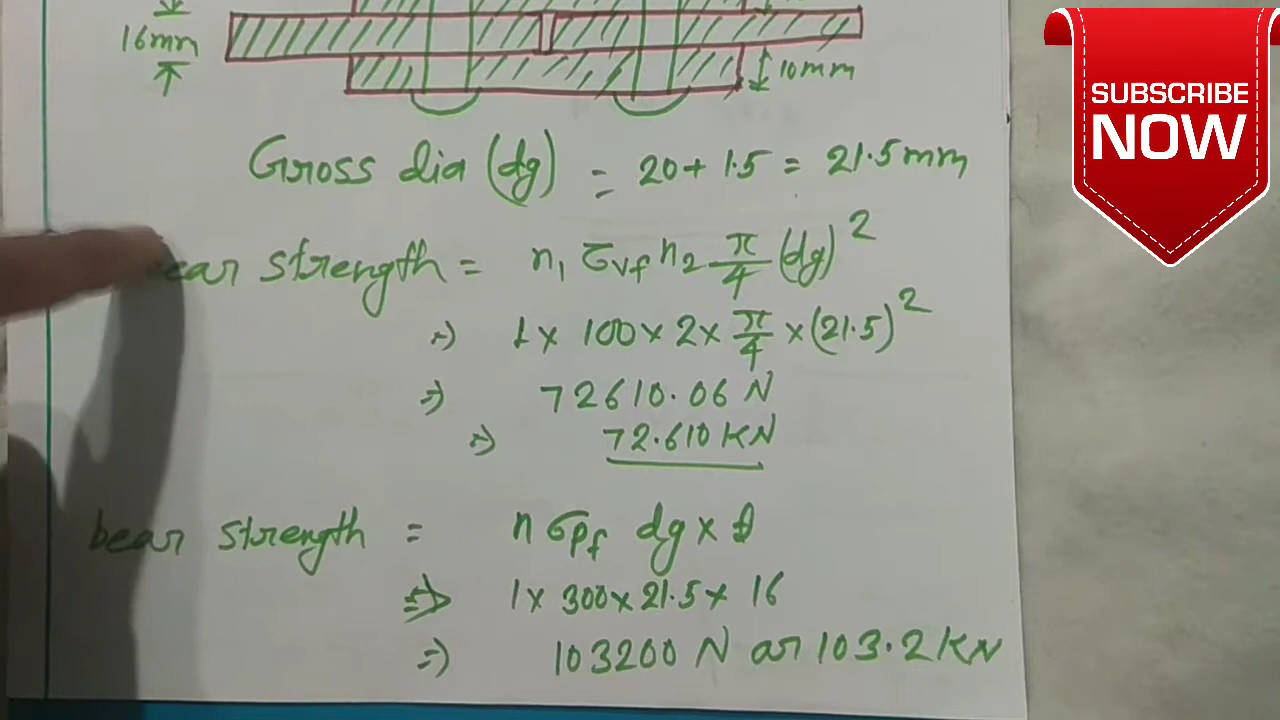 16mm
10mm
SUBSCRIBE
NOW
Gross dia (dg) = 20 + 1.5 = 21.5mm
ear strength = n₁ τvf n₂ π/4 (dg)²
⇒ 1 × 100 × 2 × π/4 × (21.5)²
⇒ 72610.06 N
⇒ 72.610 KN
bear strength = n σpf dg ×
⇒ 1 × 300 × 21.5 × 16
⇒ 103200 N or 103.2 KN